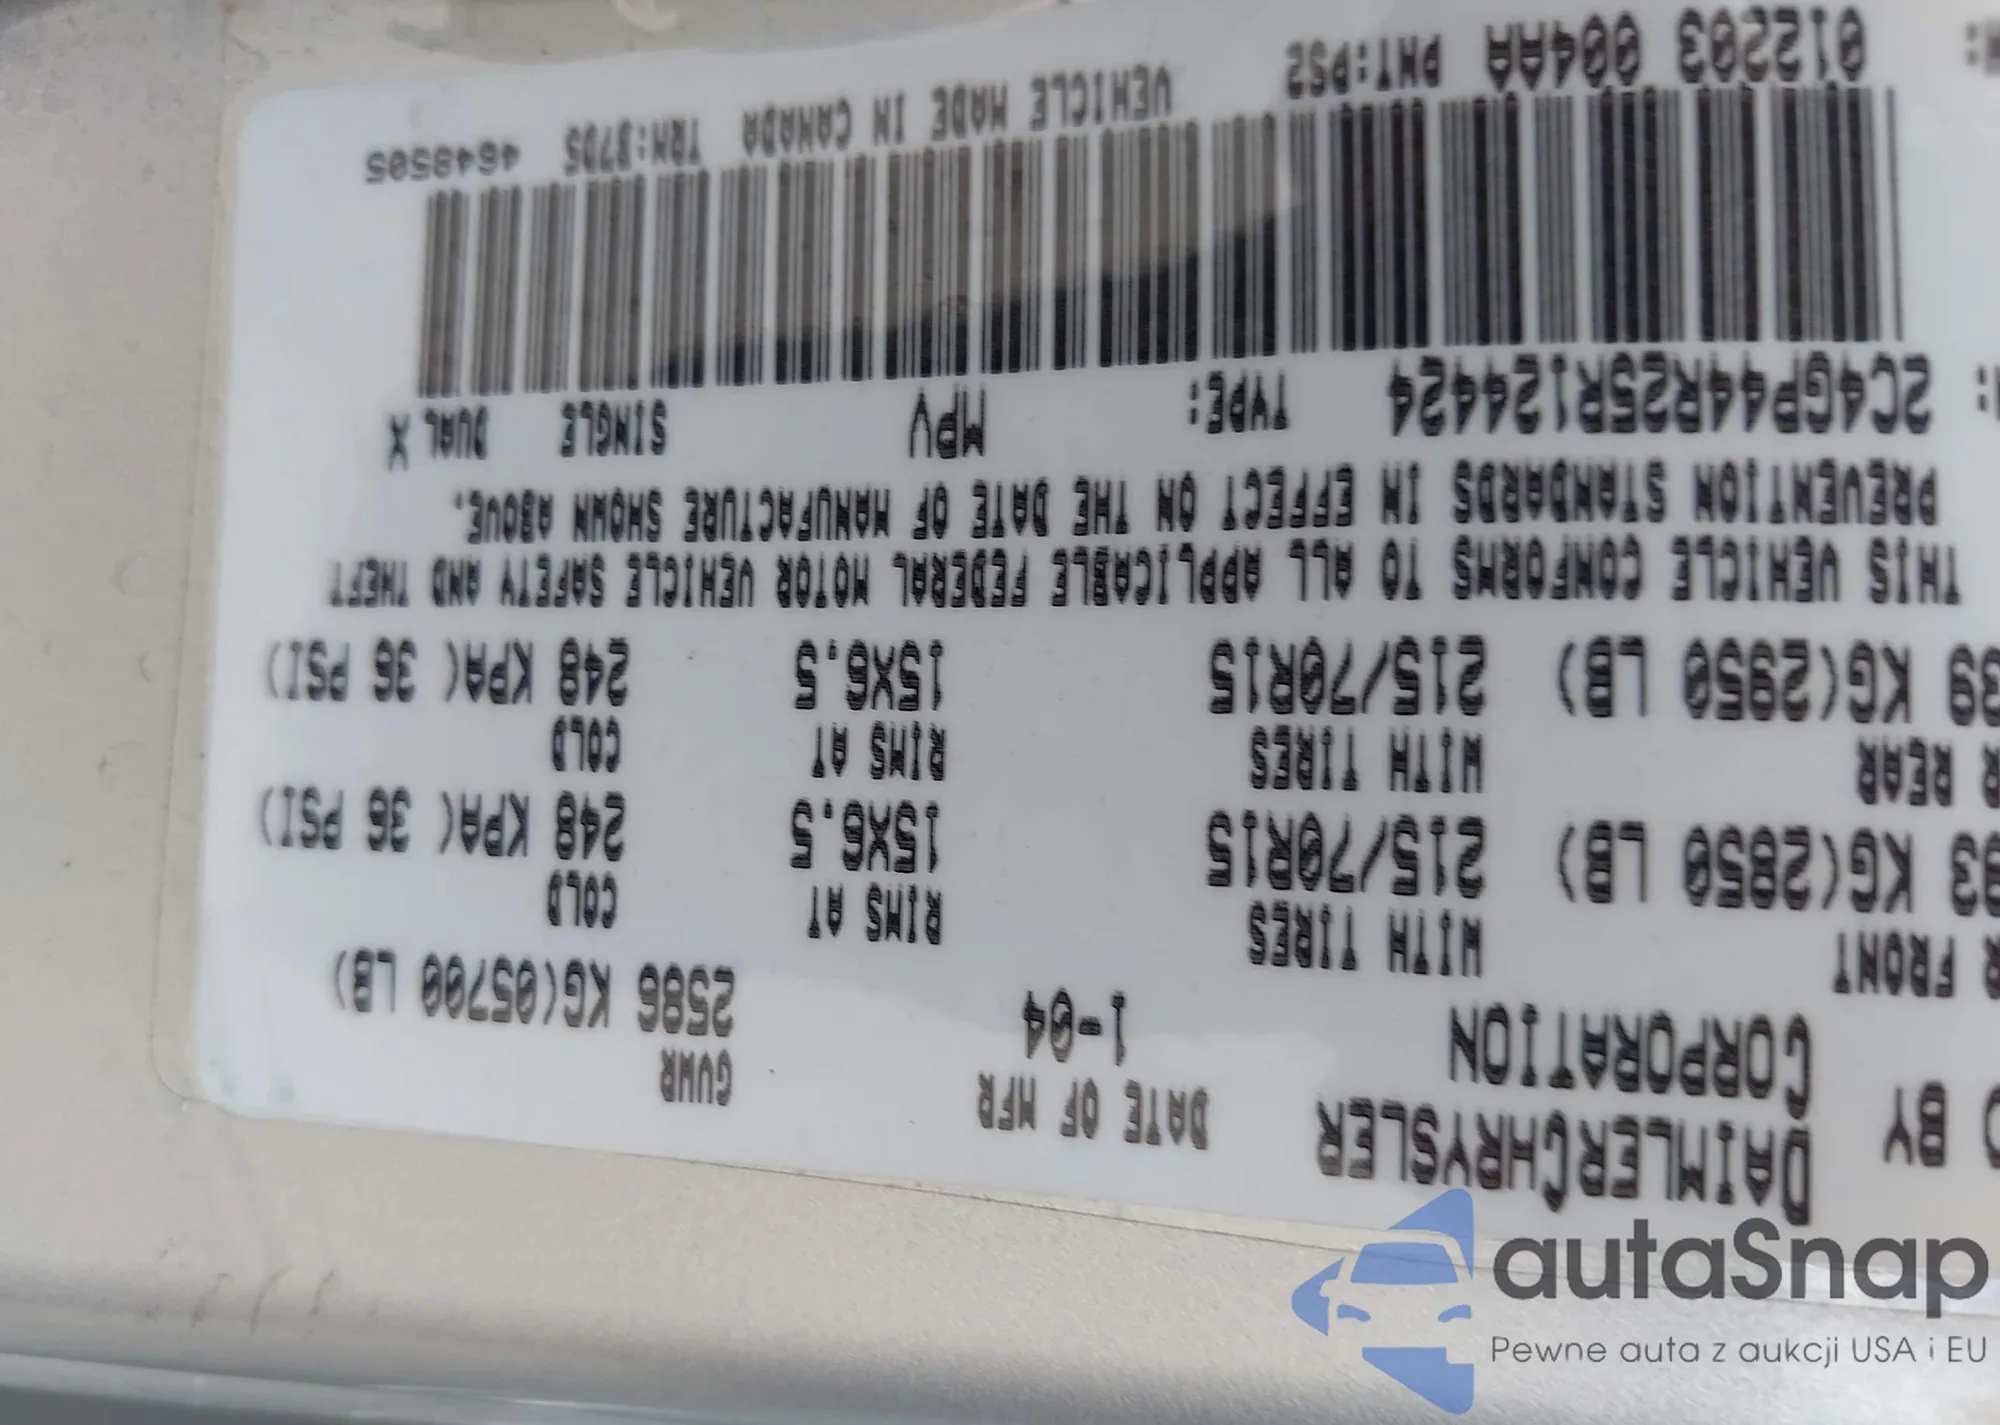 D BY DAIMLERCHRYSLER DATE OF MFR GVWR
CORPORATION 1-04 2586 KG(05700 LB)
R FRONT WITH TIRES RIMS AT COLD
93 KG(2850 LB) 215/70R15 15X6.5 248 KPA( 36 PSI)
R REAR WITH TIRES RIMS AT COLD
39 KG(2950 LB) 215/70R15 15X6.5 248 KPA( 36 PSI)
THIS VEHICLE CONFORMS TO ALL APPLICABLE FEDERAL MOTOR VEHICLE SAFETY AND THEFT
PREVENTION STANDARDS IN EFFECT ON THE DATE OF MANUFACTURE SHOWN ABOVE.
: 2C4GP44R25R124424 TYPE: MPV SINGLE DUAL X
: 012203 004AA PNT:PS2 VEHICLE MADE IN CANADA TRM:B7D5 4648505
autaSnap
Pewne auta z aukcji USA i EU